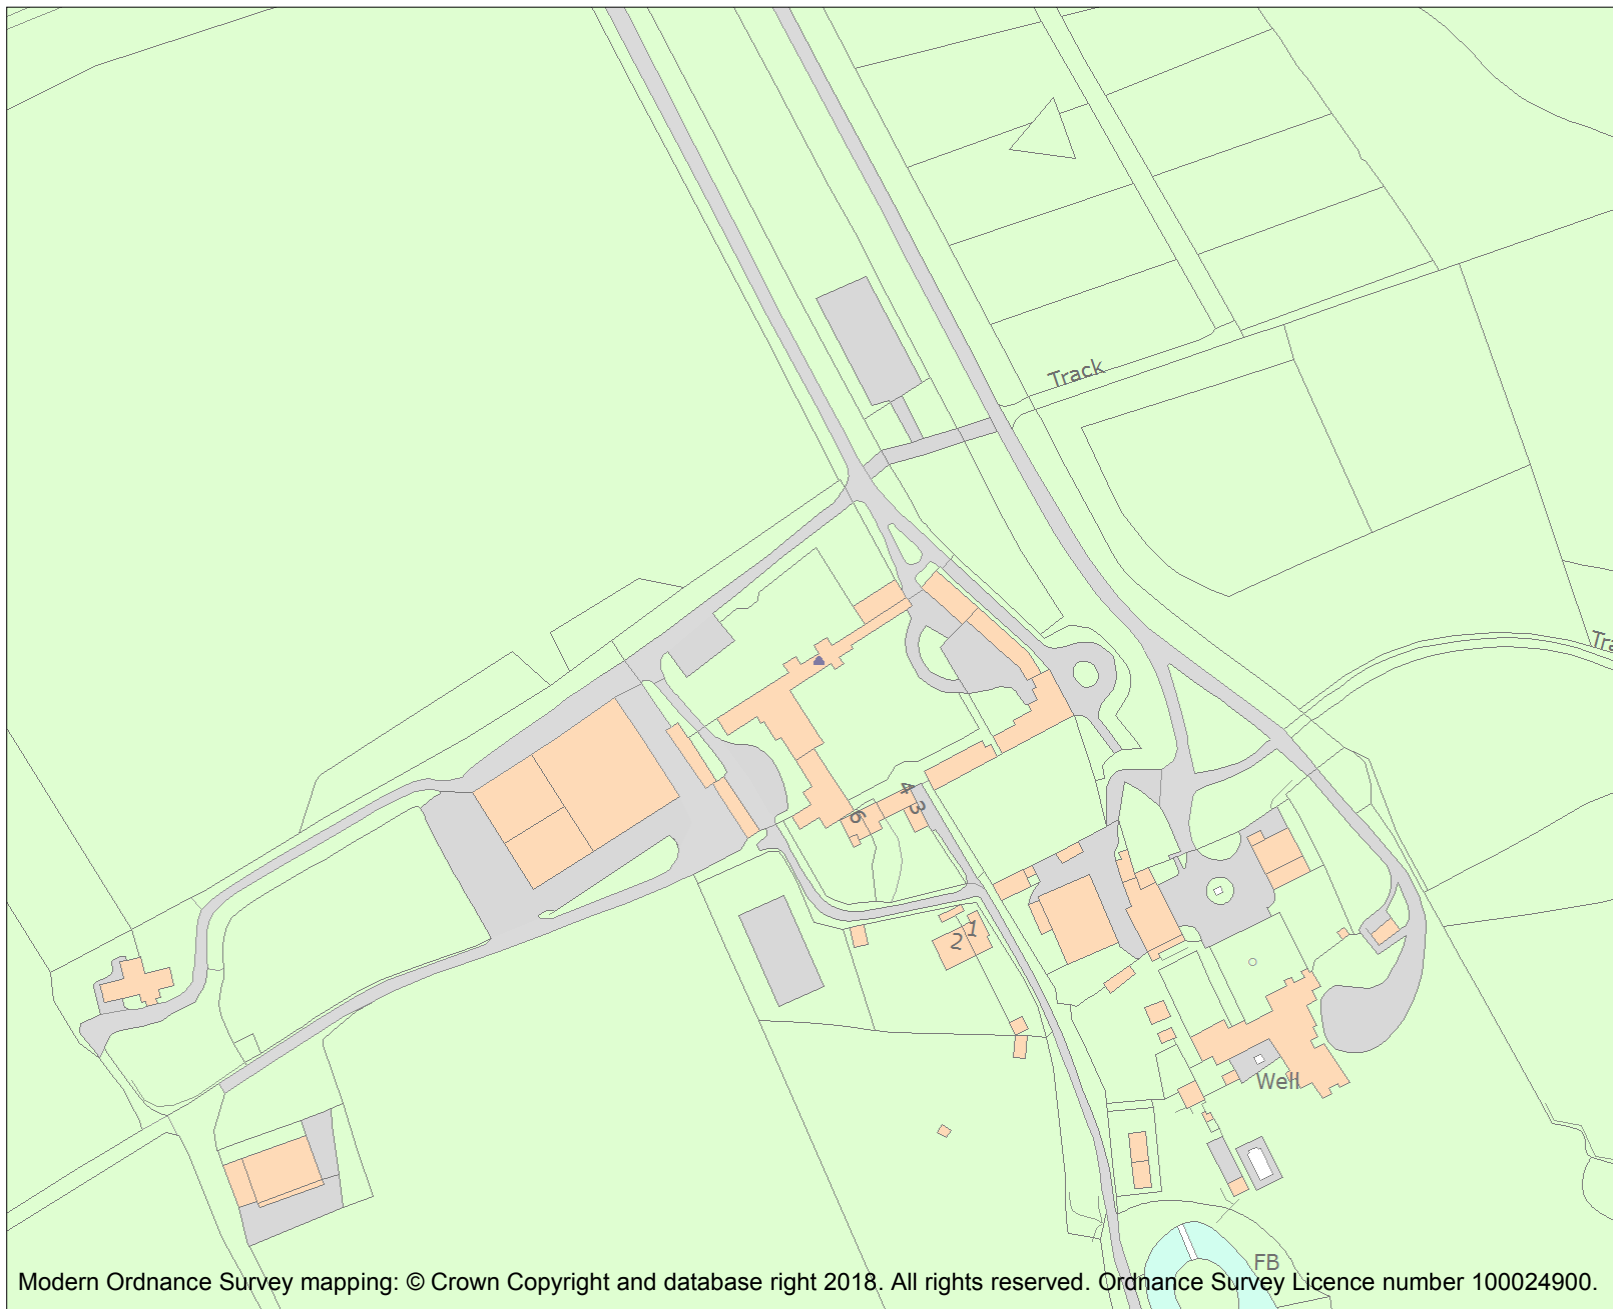 Track
Tra
4
3
6
1
2
Well
FB
Modern Ordnance Survey mapping: © Crown Copyright and database right 2018. All rights reserved. Ordnance Survey Licence number 100024900.